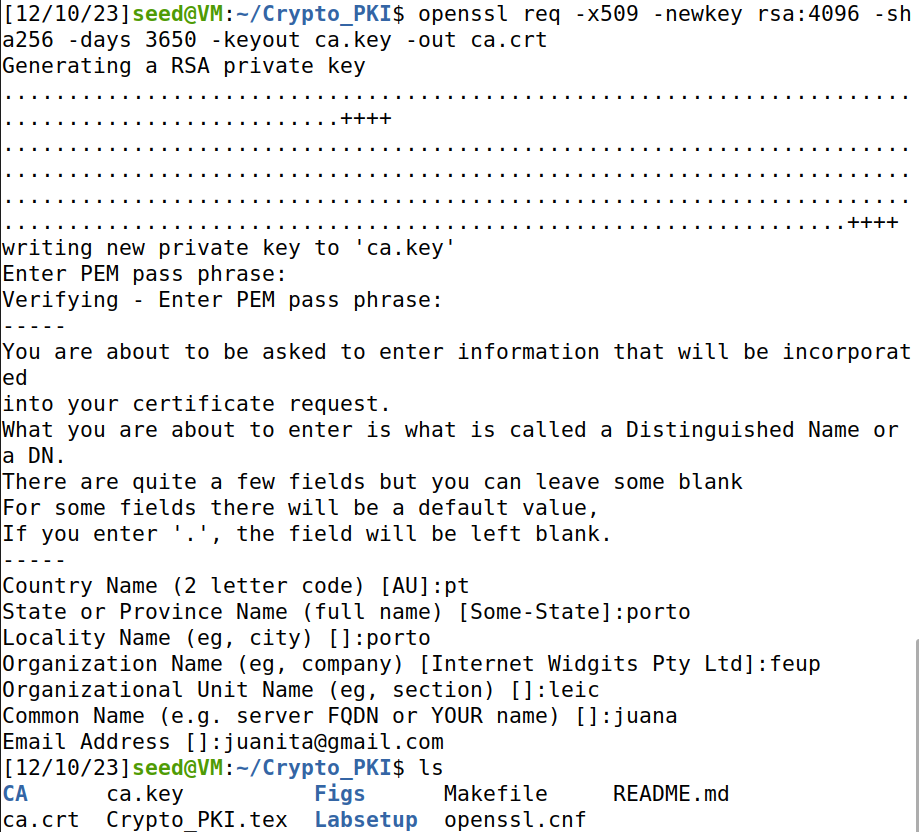 [12/10/23]seed@VM:~/Crypto_PKI$ openssl req -x509 -newkey rsa:4096 -sh
a256 -days 3650 -keyout ca.key -out ca.crt
Generating a RSA private key
......................................................................
..........................++++
......................................................................
......................................................................
......................................................................
.................................................................++++
writing new private key to 'ca.key'
Enter PEM pass phrase:
Verifying - Enter PEM pass phrase:
-----
You are about to be asked to enter information that will be incorporat
ed
into your certificate request.
What you are about to enter is what is called a Distinguished Name or
a DN.
There are quite a few fields but you can leave some blank
For some fields there will be a default value,
If you enter '.', the field will be left blank.
-----
Country Name (2 letter code) [AU]:pt
State or Province Name (full name) [Some-State]:porto
Locality Name (eg, city) []:porto
Organization Name (eg, company) [Internet Widgits Pty Ltd]:feup
Organizational Unit Name (eg, section) []:leic
Common Name (e.g. server FQDN or YOUR name) []:juana
Email Address []:juanita@gmail.com
[12/10/23]seed@VM:~/Crypto_PKI$ ls
CA      ca.key          Figs      Makefile     README.md
ca.crt  Crypto_PKI.tex  Labsetup  openssl.cnf